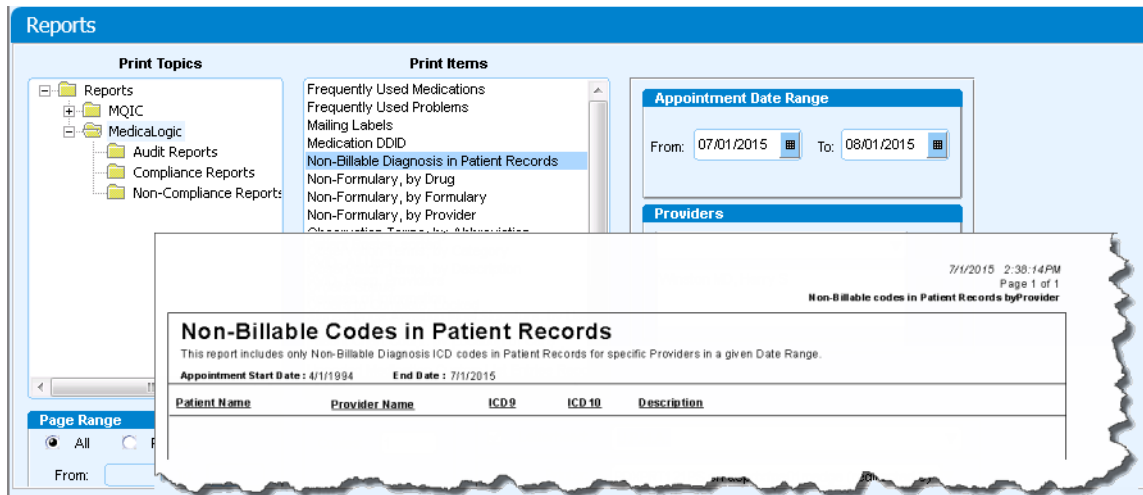 Reports
Print Topics
Reports
MQIC
MedicaLogic
Audit Reports
Compliance Reports
Non-Compliance Reports
Print Items
Frequently Used Medications
Frequently Used Problems
Mailing Labels
Medication DDID
Non-Billable Diagnosis in Patient Records
Non-Formulary, by Drug
Non-Formulary, by Formulary
Non-Formulary, by Provider
Appointment Date Range
From: 07/01/2015 To: 08/01/2015
Providers
7/1/2015 2:38:14PM
Page 1 of 1
Non-Billable codes in Patient Records byProvider
Non-Billable Codes in Patient Records
This report includes only Non-Billable Diagnosis ICD codes in Patient Records for specific Providers in a given Date Range.
Appointment Start Date : 4/1/1994 End Date : 7/1/2015
Patient Name Provider Name ICD9 ICD10 Description
Page Range
All
From: